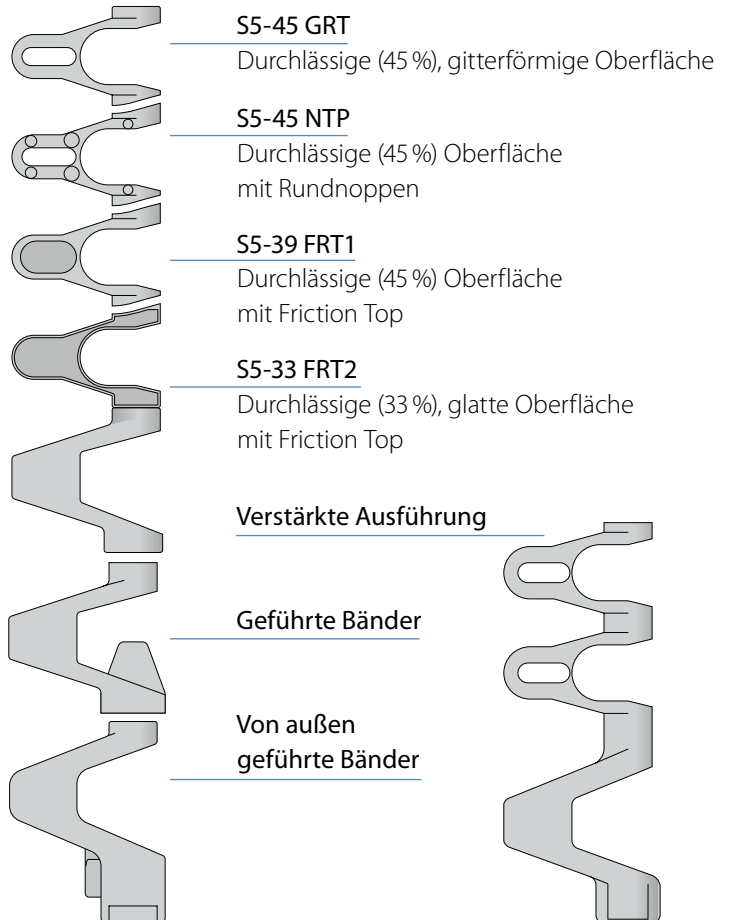 S5-45 GRT
Durchlässige (45 %), gitterförmige Oberfläche
S5-45 NTP
Durchlässige (45 %) Oberfläche
mit Rundnoppen
S5-39 FRT1
Durchlässige (45 %) Oberfläche
mit Friction Top
S5-33 FRT2
Durchlässige (33 %), glatte Oberfläche
mit Friction Top
Verstärkte Ausführung
Geführte Bänder
Von außen
geführte Bänder